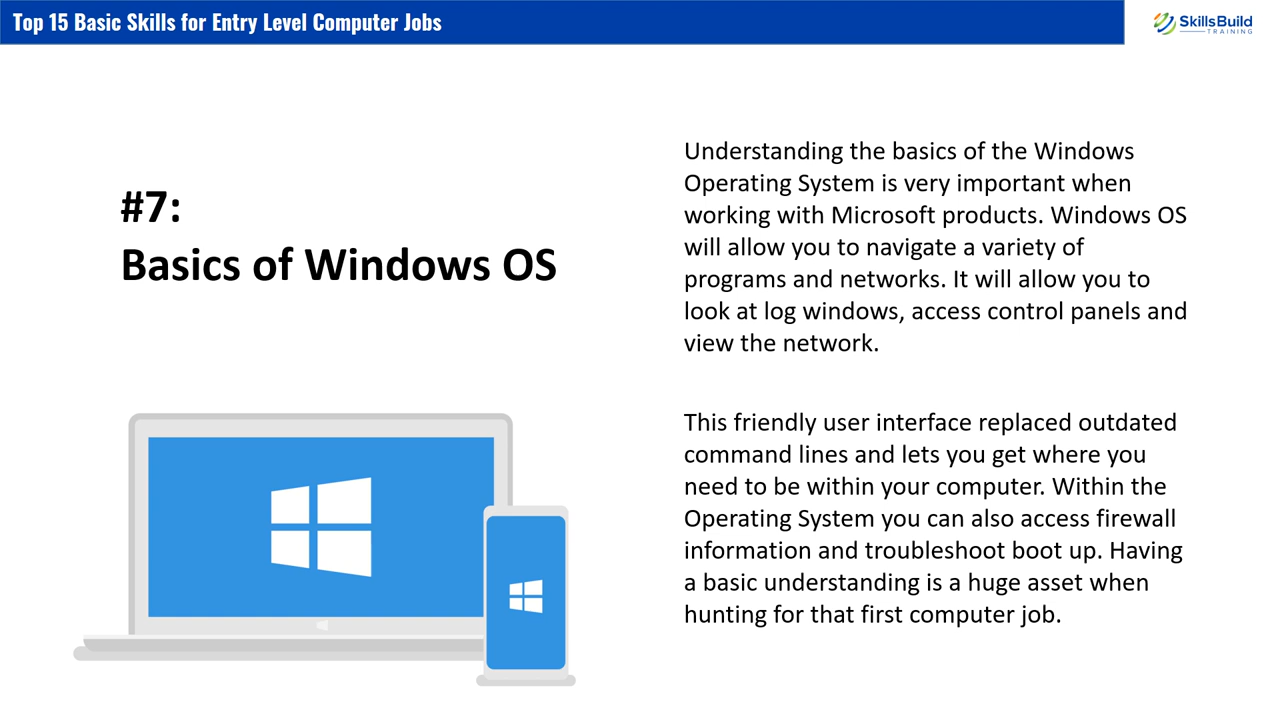 Top 15 Basic Skills for Entry Level Computer Jobs
SkillsBuild
TRAINING
#7:
Basics of Windows OS
Understanding the basics of the Windows
Operating System is very important when
working with Microsoft products. Windows OS
will allow you to navigate a variety of
programs and networks. It will allow you to
look at log windows, access control panels and
view the network.
This friendly user interface replaced outdated
command lines and lets you get where you
need to be within your computer. Within the
Operating System you can also access firewall
information and troubleshoot boot up. Having
a basic understanding is a huge asset when
hunting for that first computer job.